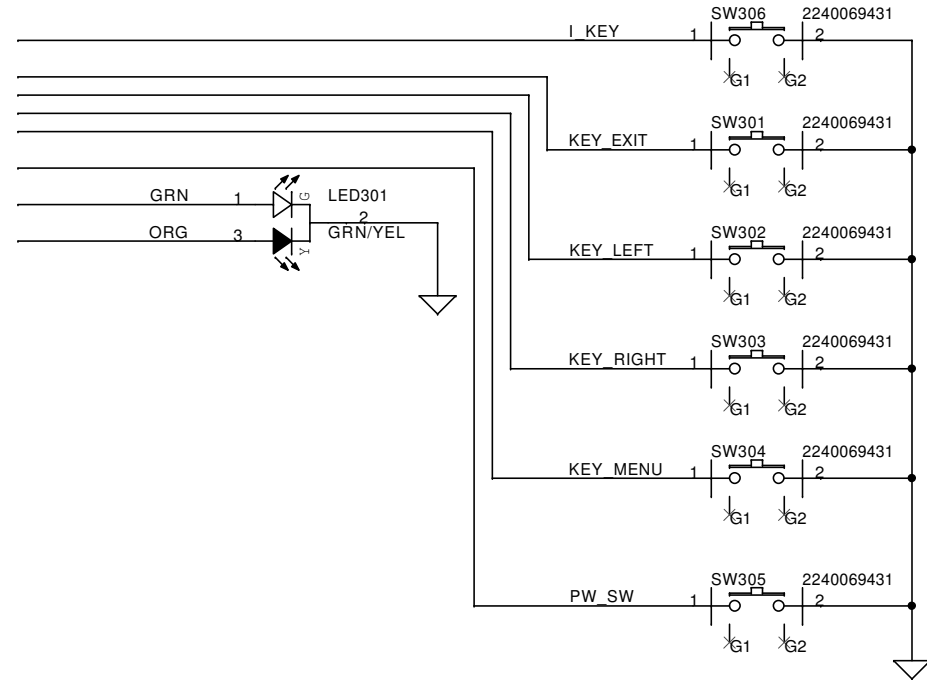 SW306 2240069431
I_KEY 1 2
G1 G2
SW301 2240069431
KEY_EXIT 1 2
G1 G2
GRN 1 G LED301
2
ORG 3 Y GRN/YEL
SW302 2240069431
KEY_LEFT 1 2
G1 G2
SW303 2240069431
KEY_RIGHT 1 2
G1 G2
SW304 2240069431
KEY_MENU 1 2
G1 G2
SW305 2240069431
PW_SW 1 2
G1 G2